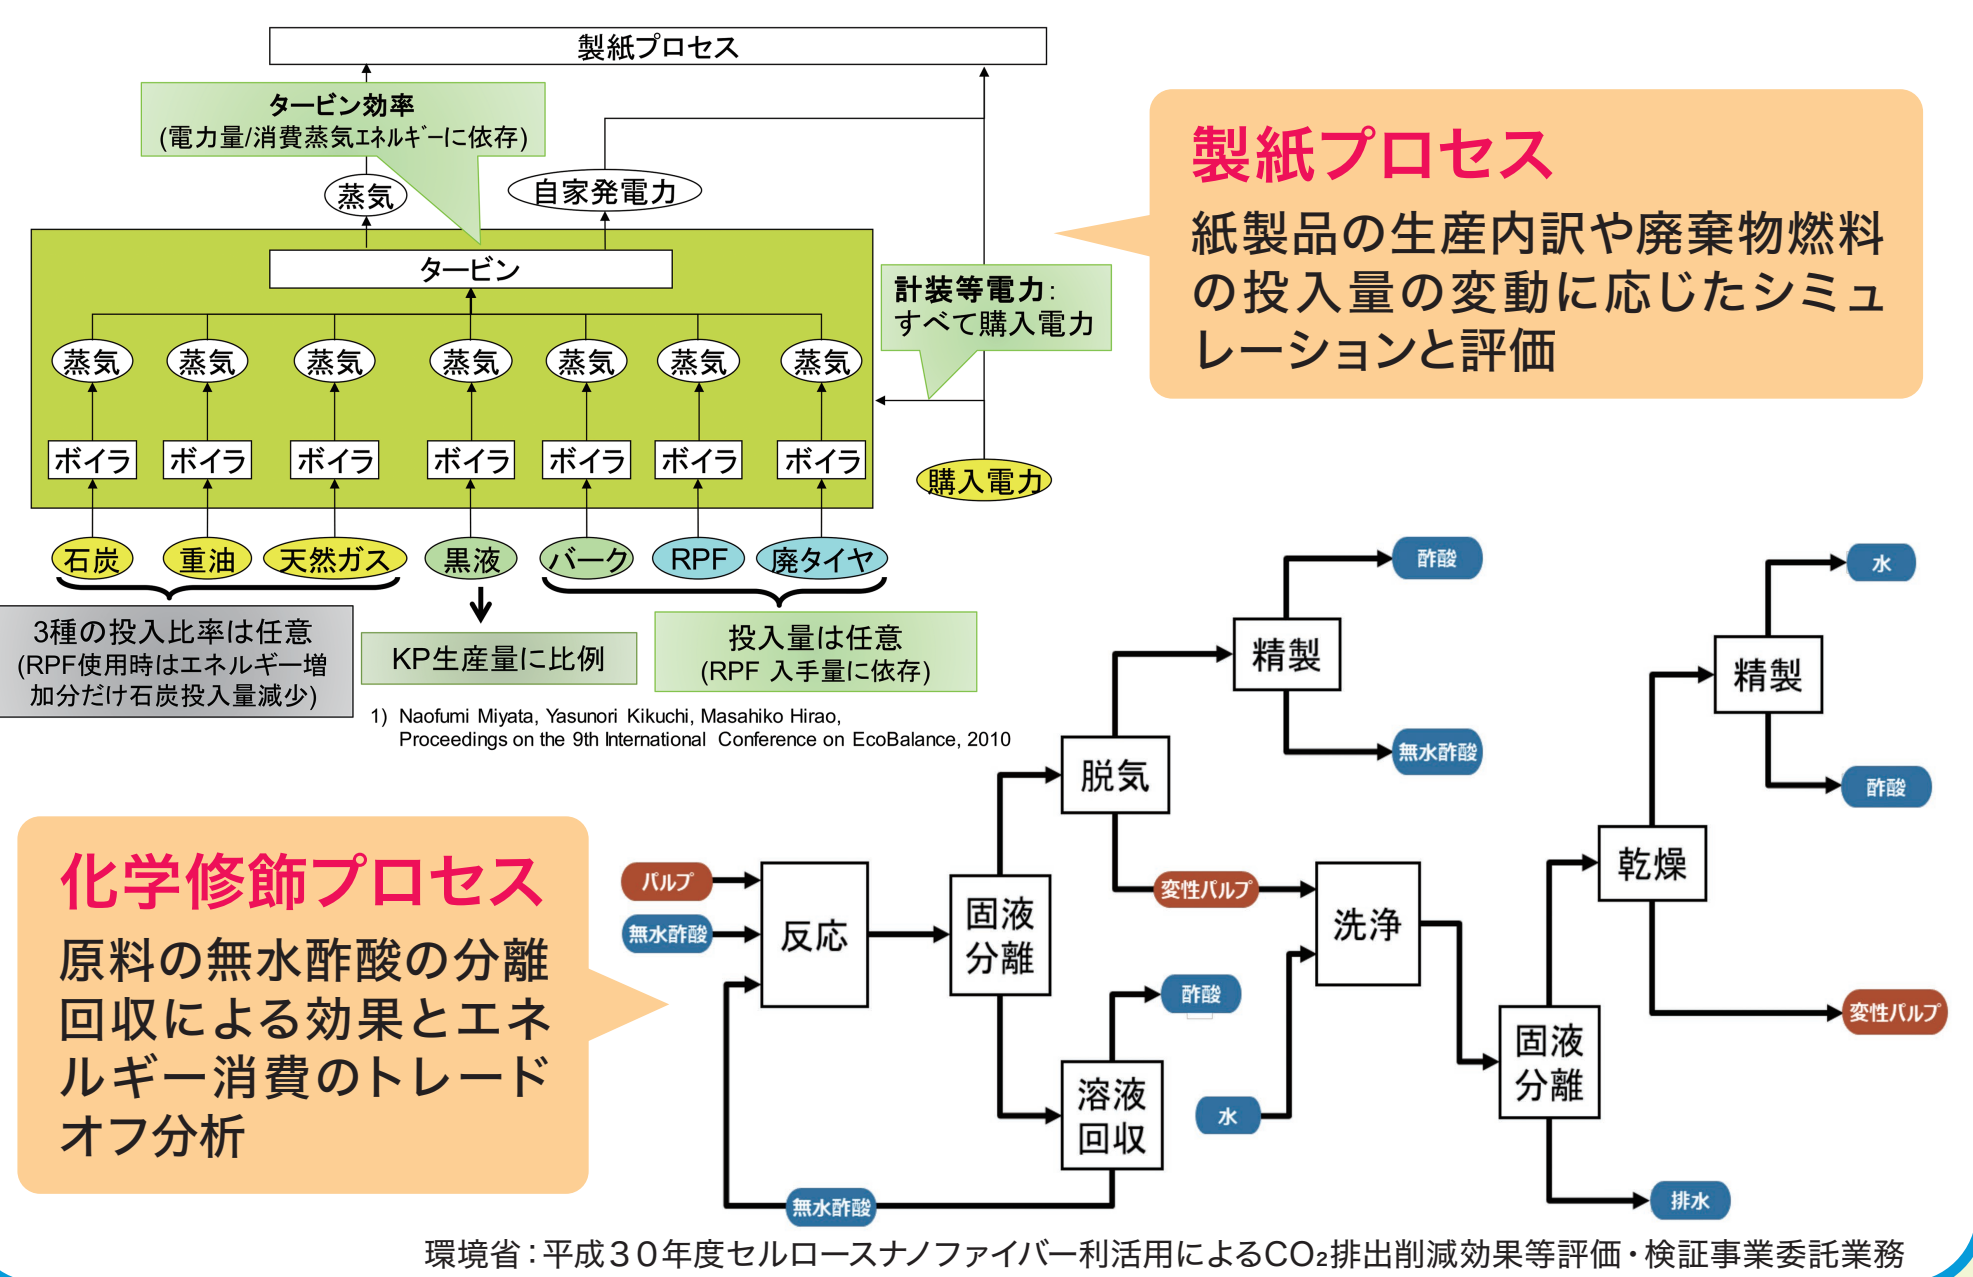 製紙プロセス
タービン効率
(電力量/消費蒸気ｴﾈﾙｷﾞｰに依存)
蒸気
自家発電力
タービン
計装等電力：
すべて購入電力
蒸気
蒸気
蒸気
蒸気
蒸気
蒸気
蒸気
ボイラ
ボイラ
ボイラ
ボイラ
ボイラ
ボイラ
ボイラ
購入電力
石炭
重油
天然ガス
黒液
バーク
RPF
廃タイヤ
3種の投入比率は任意
(RPF使用時はエネルギー増
加分だけ石炭投入量減少)
KP生産量に比例
投入量は任意
(RPF 入手量に依存)
1) Naofumi Miyata, Yasunori Kikuchi, Masahiko Hirao,
Proceedings on the 9th International Conference on EcoBalance, 2010
製紙プロセス
紙製品の生産内訳や廃棄物燃料
の投入量の変動に応じたシミュ
レーションと評価
化学修飾プロセス
原料の無水酢酸の分離
回収による効果とエネ
ルギー消費のトレード
オフ分析
パルプ
無水酢酸
反応
固液
分離
脱気
精製
酢酸
無水酢酸
変性パルプ
酢酸
溶液
回収
無水酢酸
水
洗浄
固液
分離
乾燥
精製
水
酢酸
変性パルプ
排水
環境省：平成３０年度セルロースナノファイバー利活用によるCO₂排出削減効果等評価・検証事業委託業務